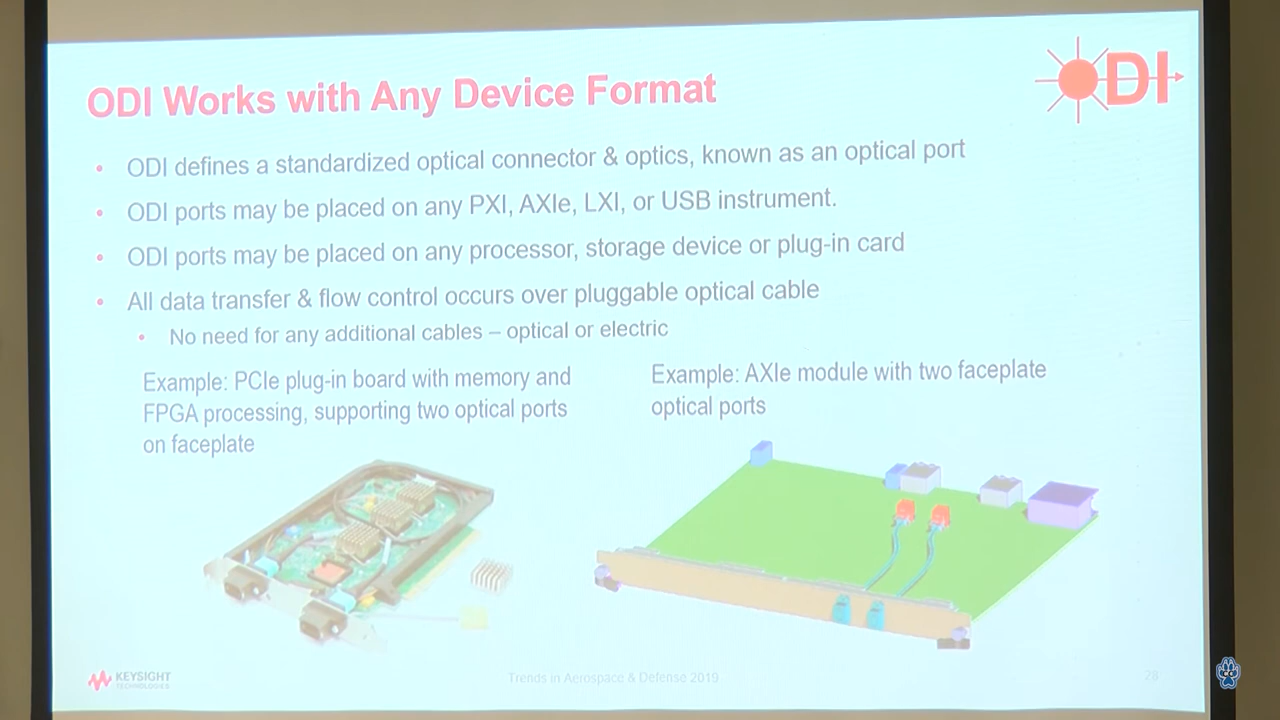 ODI Works with Any Device Format
ODI
• ODI defines a standardized optical connector & optics, known as an optical port
• ODI ports may be placed on any PXI, AXIe, LXI, or USB instrument.
• ODI ports may be placed on any processor, storage device or plug-in card
• All data transfer & flow control occurs over pluggable optical cable
• No need for any additional cables – optical or electric
Example: PCIe plug-in board with memory and
FPGA processing, supporting two optical ports
on faceplate
Example: AXIe module with two faceplate
optical ports
KEYSIGHT
TECHNOLOGIES
Trends in Aerospace & Defense 2019
28